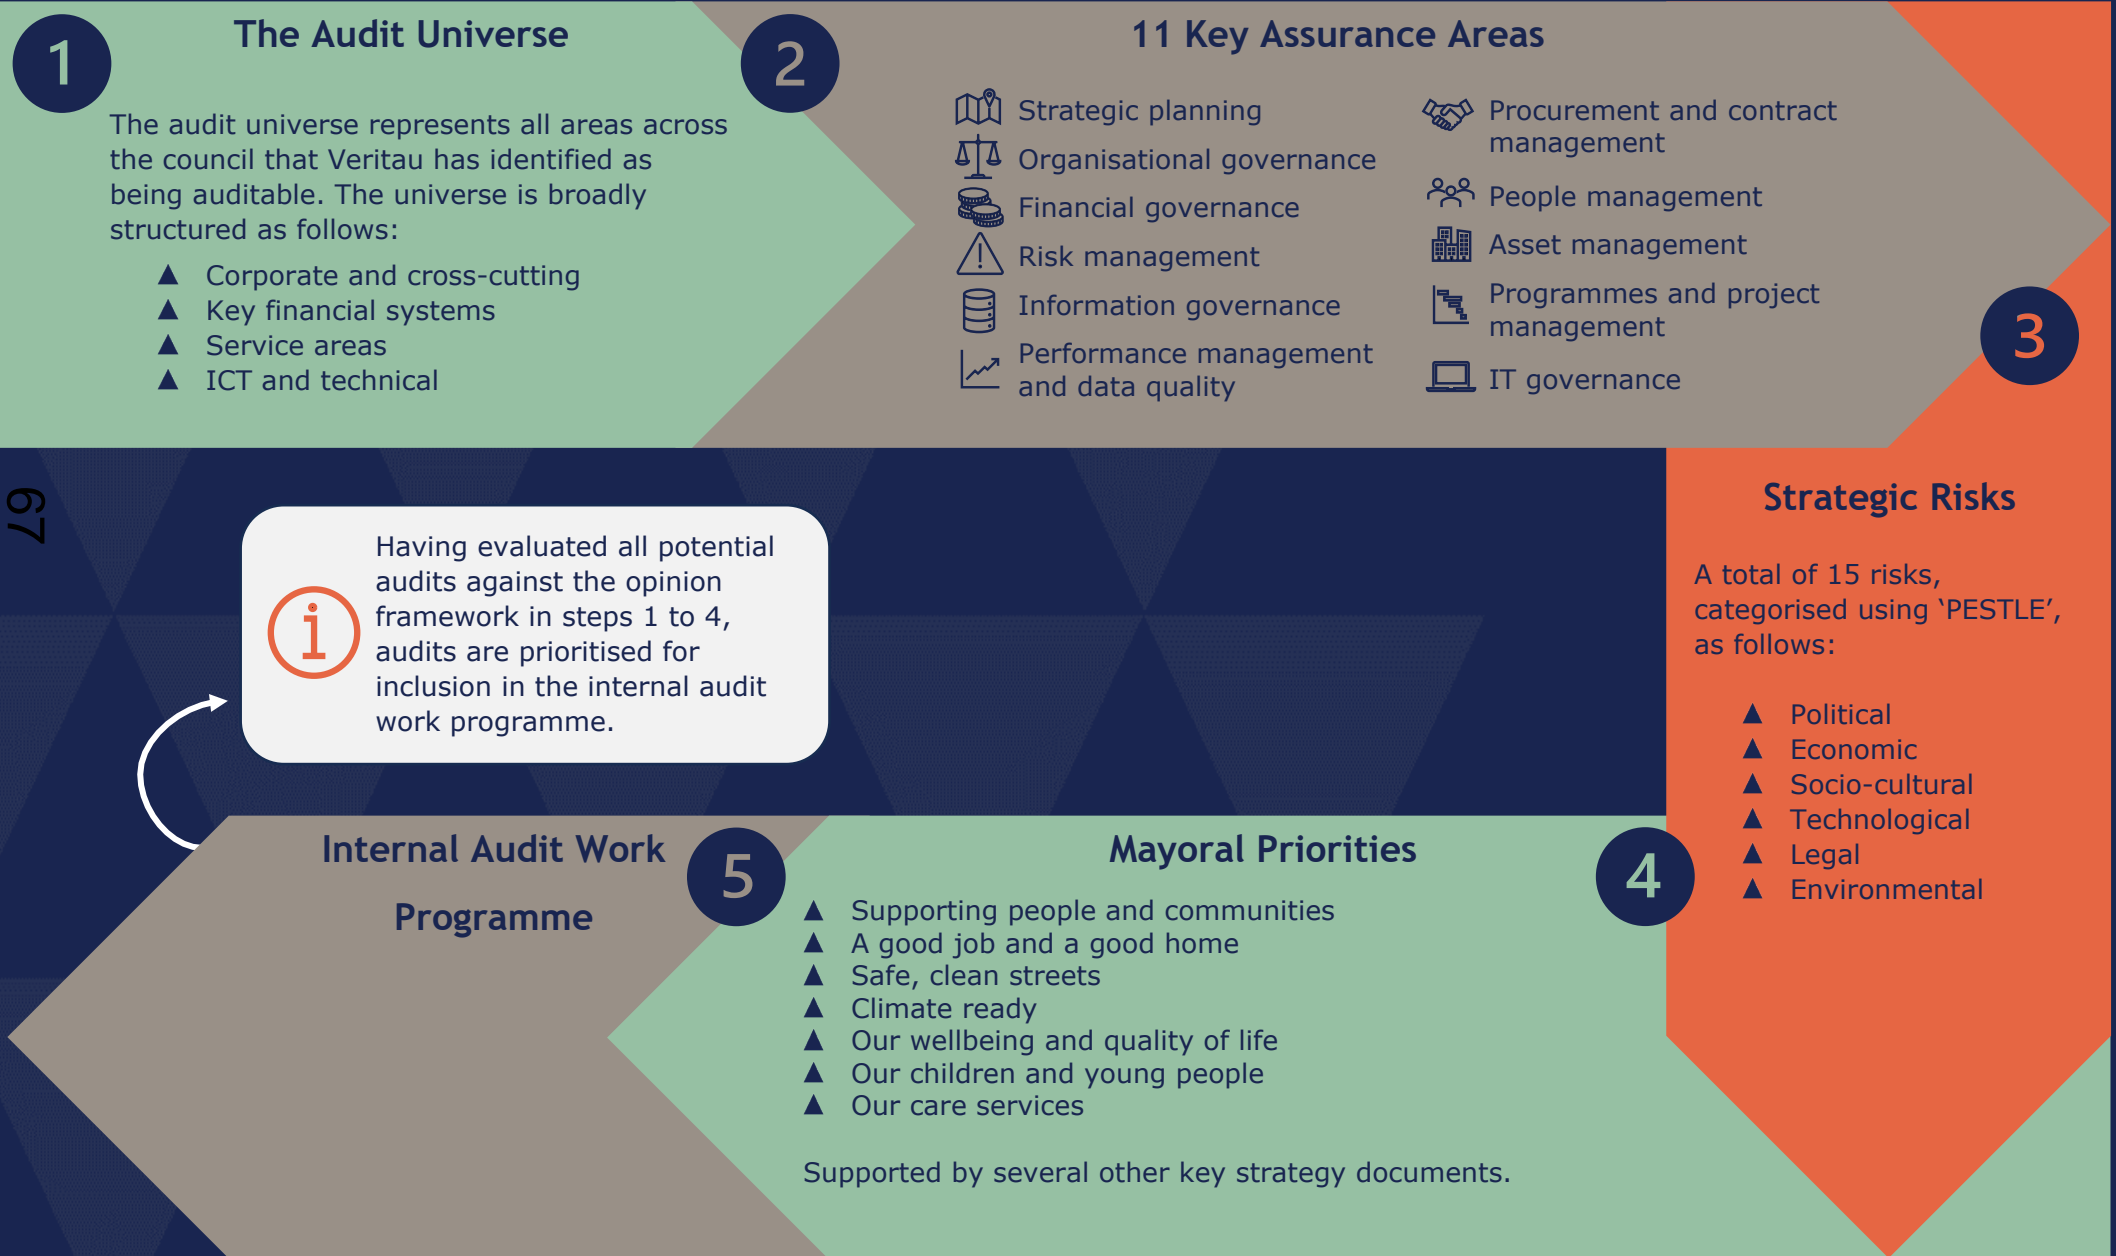 1
The Audit Universe
The audit universe represents all areas across
the council that Veritau has identified as
being auditable. The universe is broadly
structured as follows:
▲ Corporate and cross-cutting
▲ Key financial systems
▲ Service areas
▲ ICT and technical
2
11 Key Assurance Areas
Strategic planning
Organisational governance
Financial governance
Risk management
Information governance
Performance management
and data quality
Procurement and contract
management
People management
Asset management
Programmes and project
management
IT governance
3
Strategic Risks
A total of 15 risks,
categorised using ‘PESTLE’,
as follows:
▲ Political
▲ Economic
▲ Socio-cultural
▲ Technological
▲ Legal
▲ Environmental
4
Mayoral Priorities
▲ Supporting people and communities
▲ A good job and a good home
▲ Safe, clean streets
▲ Climate ready
▲ Our wellbeing and quality of life
▲ Our children and young people
▲ Our care services
Supported by several other key strategy documents.
5
Internal Audit Work
Programme
i
Having evaluated all potential
audits against the opinion
framework in steps 1 to 4,
audits are prioritised for
inclusion in the internal audit
work programme.
67